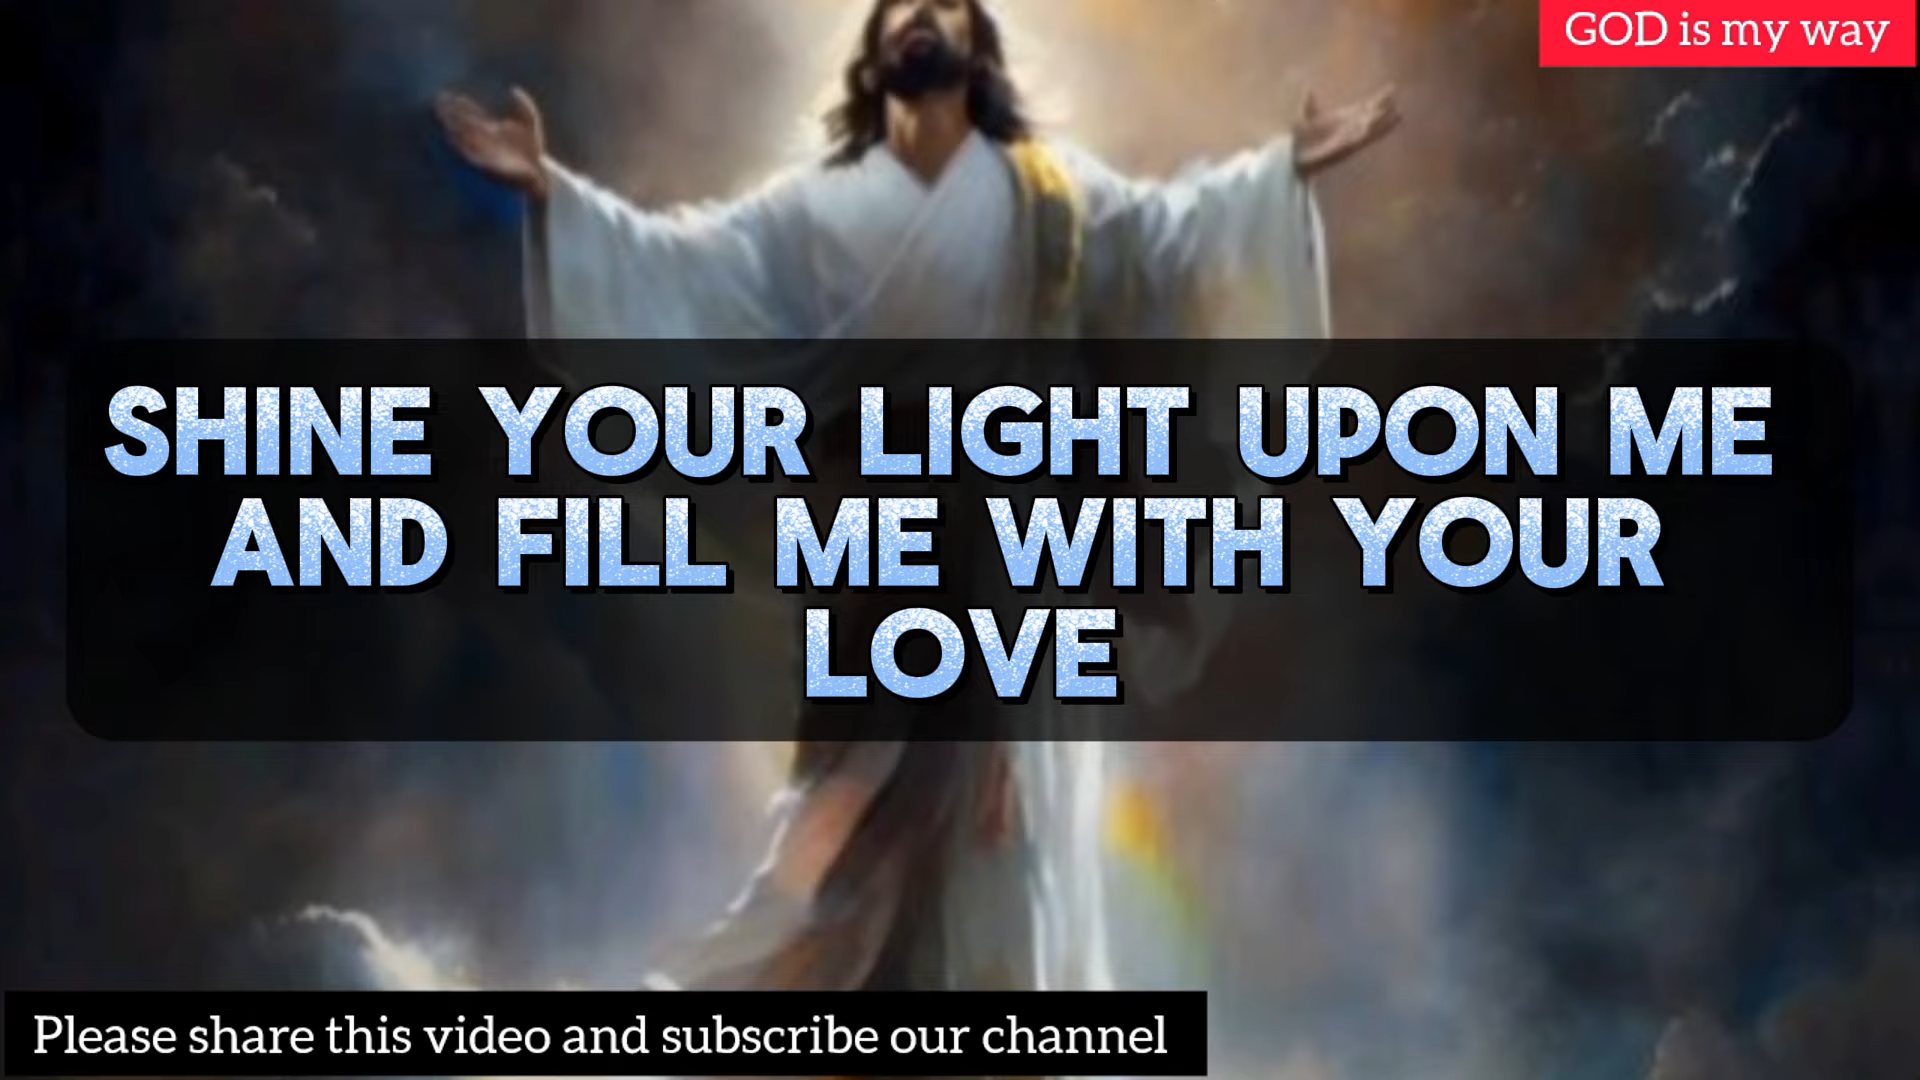 GOD is my way
SHINE YOUR LIGHT UPON ME
AND FILL ME WITH YOUR
LOVE
Please share this video and subscribe our channel